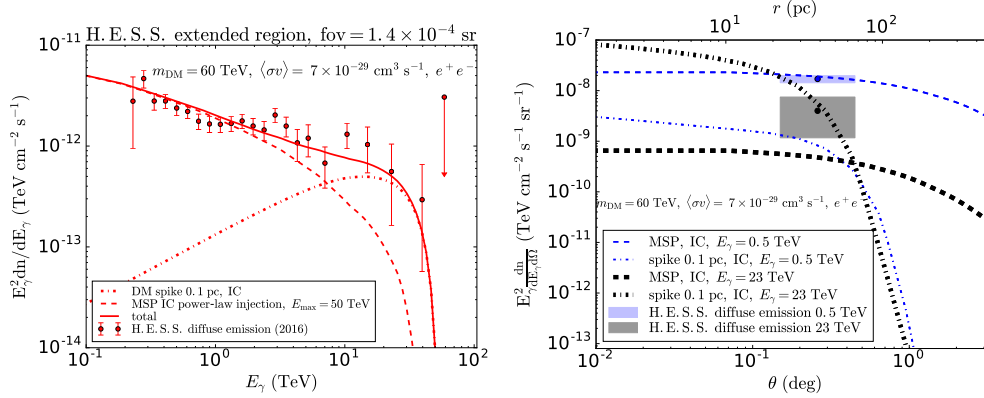 H.E.S.S. extended region, fov = 1.4 × 10⁻⁴ sr
m_DM = 60 TeV, ⟨σv⟩ = 7×10⁻²⁹ cm³ s⁻¹, e⁺e⁻
E²_γ dn/dE_γ (TeV cm⁻² s⁻¹)
10⁻¹¹
10⁻¹²
10⁻¹³
10⁻¹⁴
DM spike 0.1 pc, IC
MSP IC power-law injection, E_max = 50 TeV
total
H.E.S.S. diffuse emission (2016)
10⁻¹ 10⁰ 10¹ 10²
E_γ (TeV)
r (pc)
10¹ 10²
E²_γ dn/dE_γdΩ (TeV cm⁻² s⁻¹ sr⁻¹)
10⁻⁷
10⁻⁸
10⁻⁹
10⁻¹⁰
10⁻¹¹
10⁻¹²
10⁻¹³
m_DM = 60 TeV, ⟨σv⟩ = 7×10⁻²⁹ cm³ s⁻¹, e⁺e⁻
MSP, IC, E_γ = 0.5 TeV
spike 0.1 pc, IC, E_γ = 0.5 TeV
MSP, IC, E_γ = 23 TeV
spike 0.1 pc, IC, E_γ = 23 TeV
H.E.S.S. diffuse emission 0.5 TeV
H.E.S.S. diffuse emission 23 TeV
10⁻² 10⁻¹ 10⁰
θ (deg)